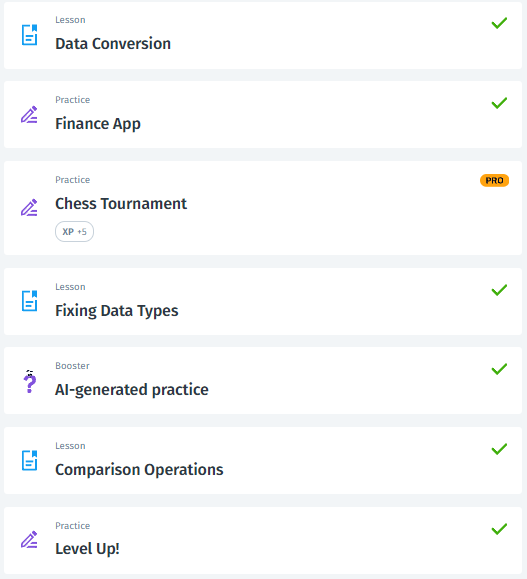 Lesson
Data Conversion
Practice
Finance App
Practice
PRO
Chess Tournament
XP +5
Lesson
Fixing Data Types
Booster
AI-generated practice
Lesson
Comparison Operations
Practice
Level Up!